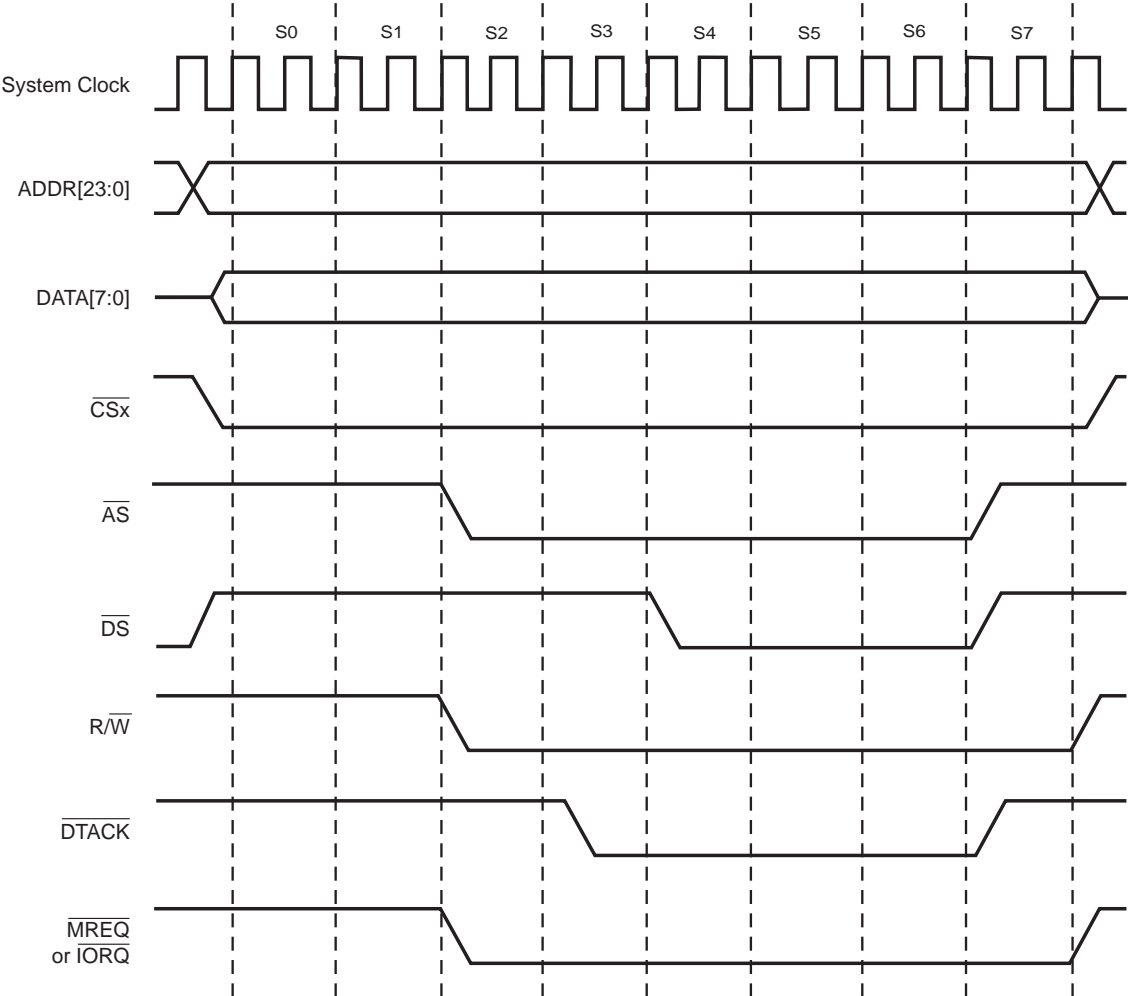 S0 S1 S2 S3 S4 S5 S6 S7
System Clock
ADDR[23:0]
DATA[7:0]
CSx
AS
DS
R/W
DTACK
MREQ
or IORQ